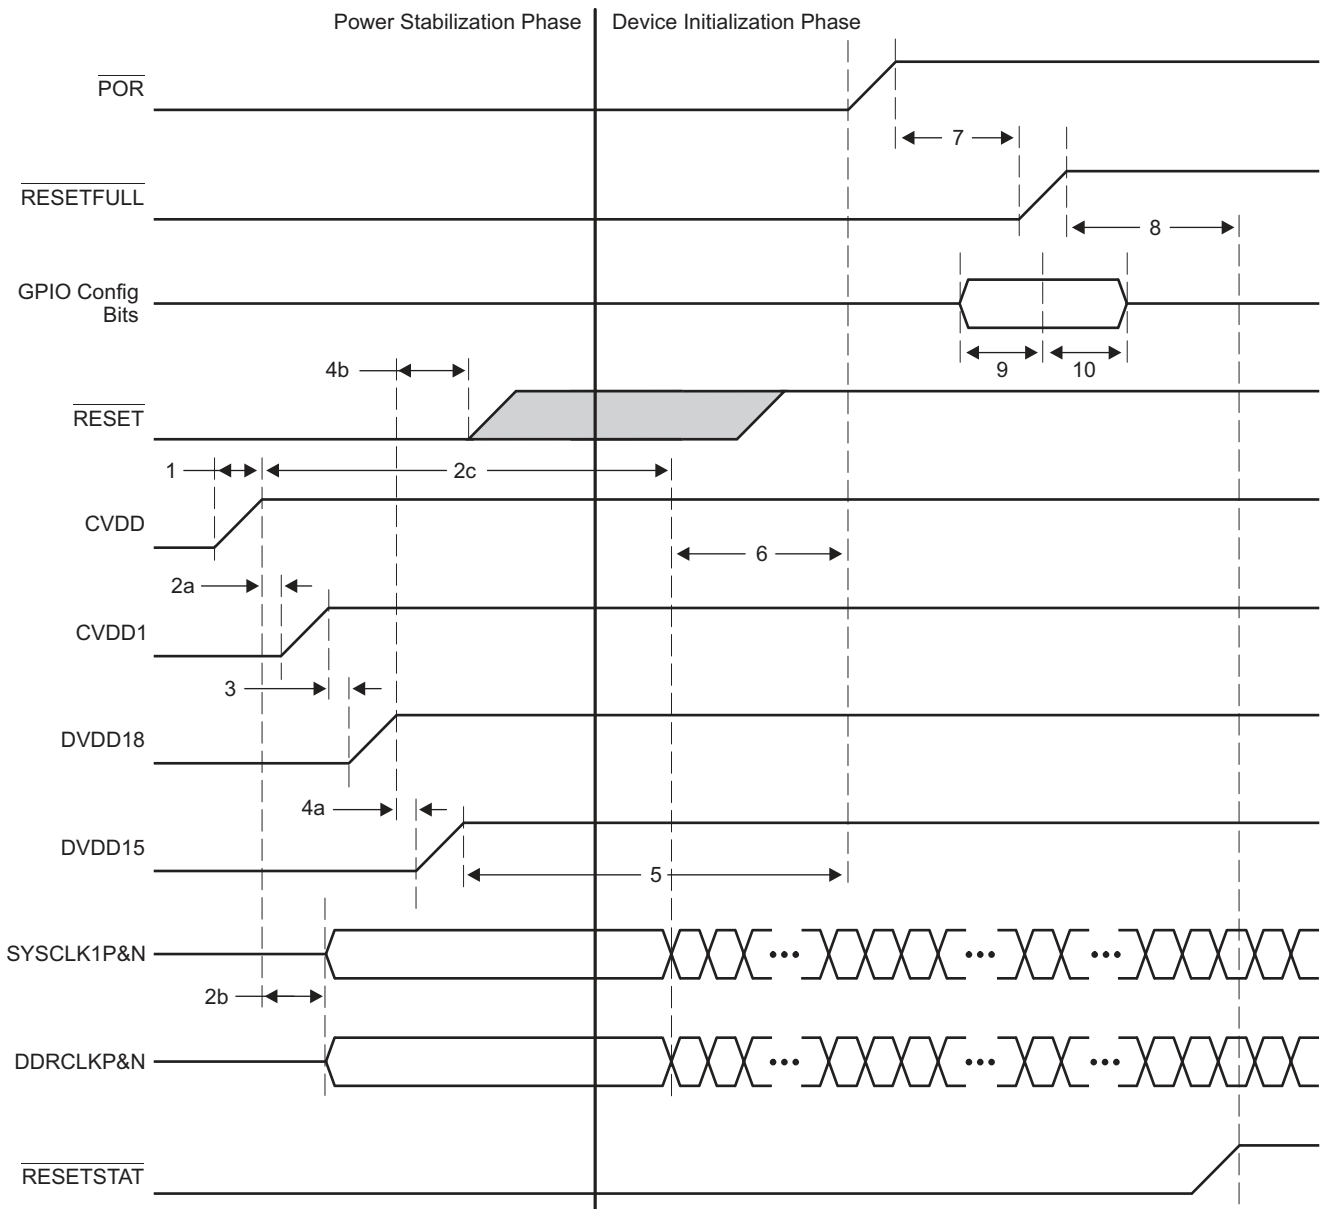 Power Stabilization Phase
Device Initialization Phase
POR
7
RESETFULL
8
GPIO Config
Bits
9
10
4b
RESET
1
2c
CVDD
6
2a
CVDD1
3
DVDD18
4a
DVDD15
5
SYSCLK1P&N
2b
DDRCLKP&N
RESETSTAT